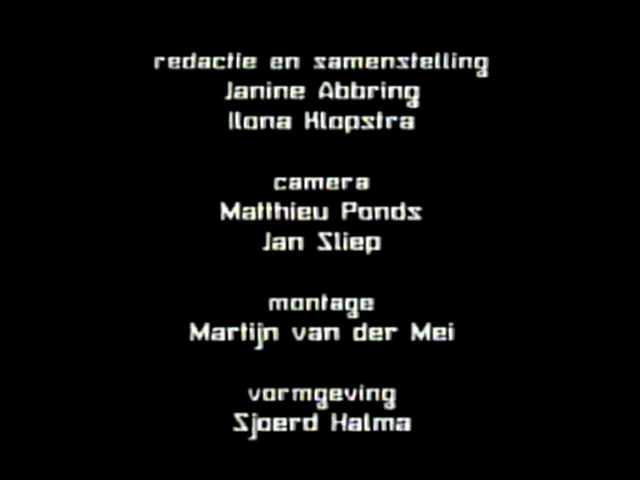 redactie en samenstelling
Janine Abbring
Ilona Klopstra
camera
Matthieu Ponds
Jan Sliep
montage
Martijn van der Mei
vormgeving
Sjoerd Halma